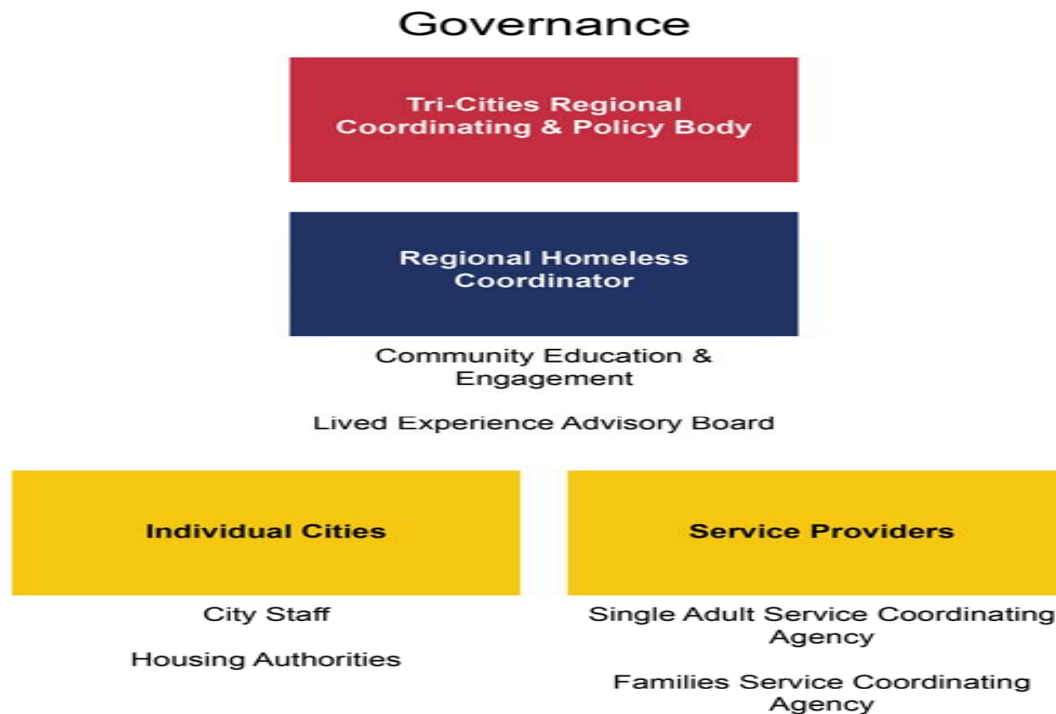 Governance
Tri-Cities Regional
Coordinating & Policy Body
Regional Homeless
Coordinator
Community Education &
Engagement
Lived Experience Advisory Board
Individual Cities
City Staff
Housing Authorities
Service Providers
Single Adult Service Coordinating
Agency
Families Service Coordinating
Agency